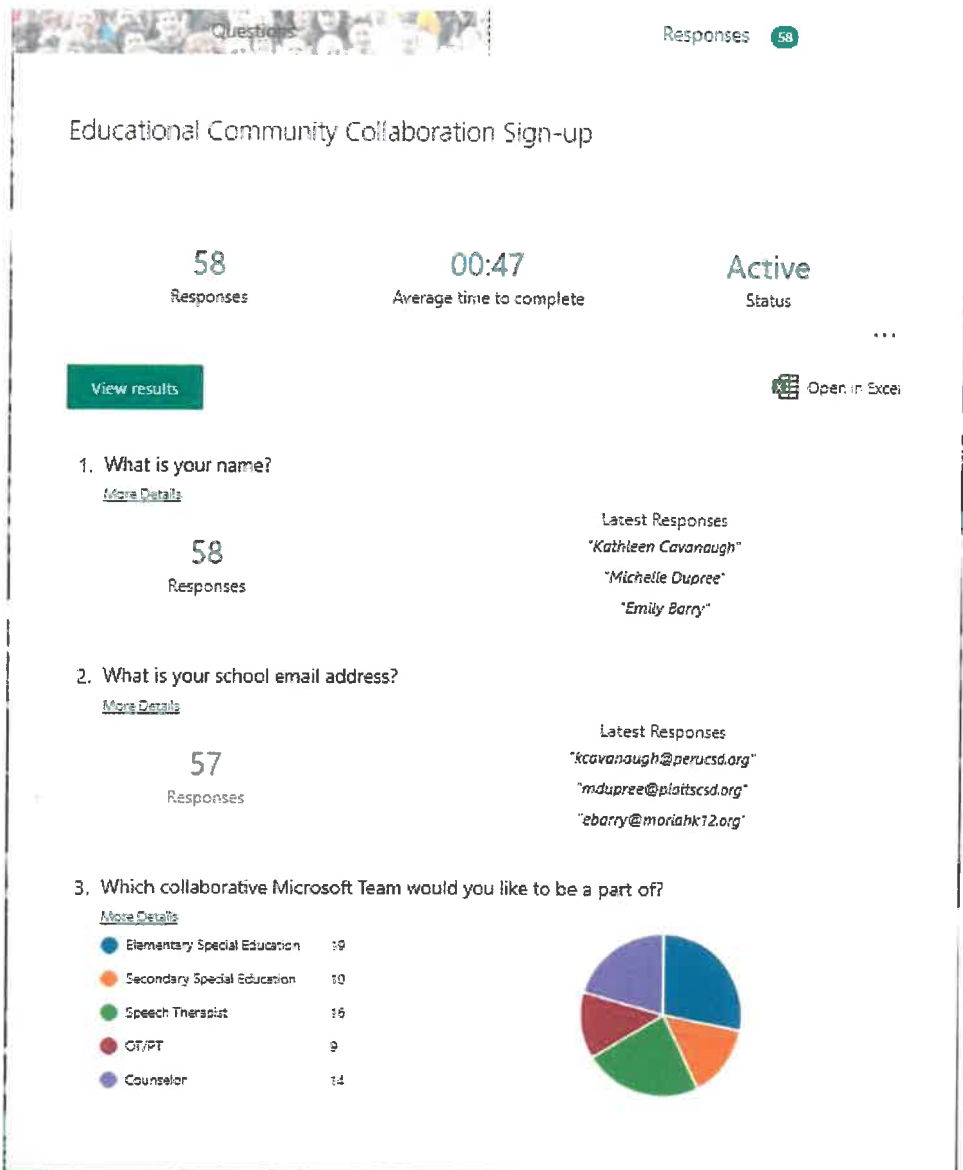 Questions
Responses 58
Educational Community Collaboration Sign-up
58
Responses
00:47
Average time to complete
Active
Status
...
View results
Open in Excel
1. What is your name?
More Details
58
Responses
Latest Responses
"Kathleen Cavanaugh"
"Michelle Dupree"
"Emily Barry"
2. What is your school email address?
More Details
57
Responses
Latest Responses
"kcavanaugh@perucsd.org"
"mdupree@plattscsd.org"
"ebarry@moriahk12.org"
3. Which collaborative Microsoft Team would you like to be a part of?
More Details
Elementary Special Education 19
Secondary Special Education 10
Speech Therapist 16
OT/PT 9
Counselor 14